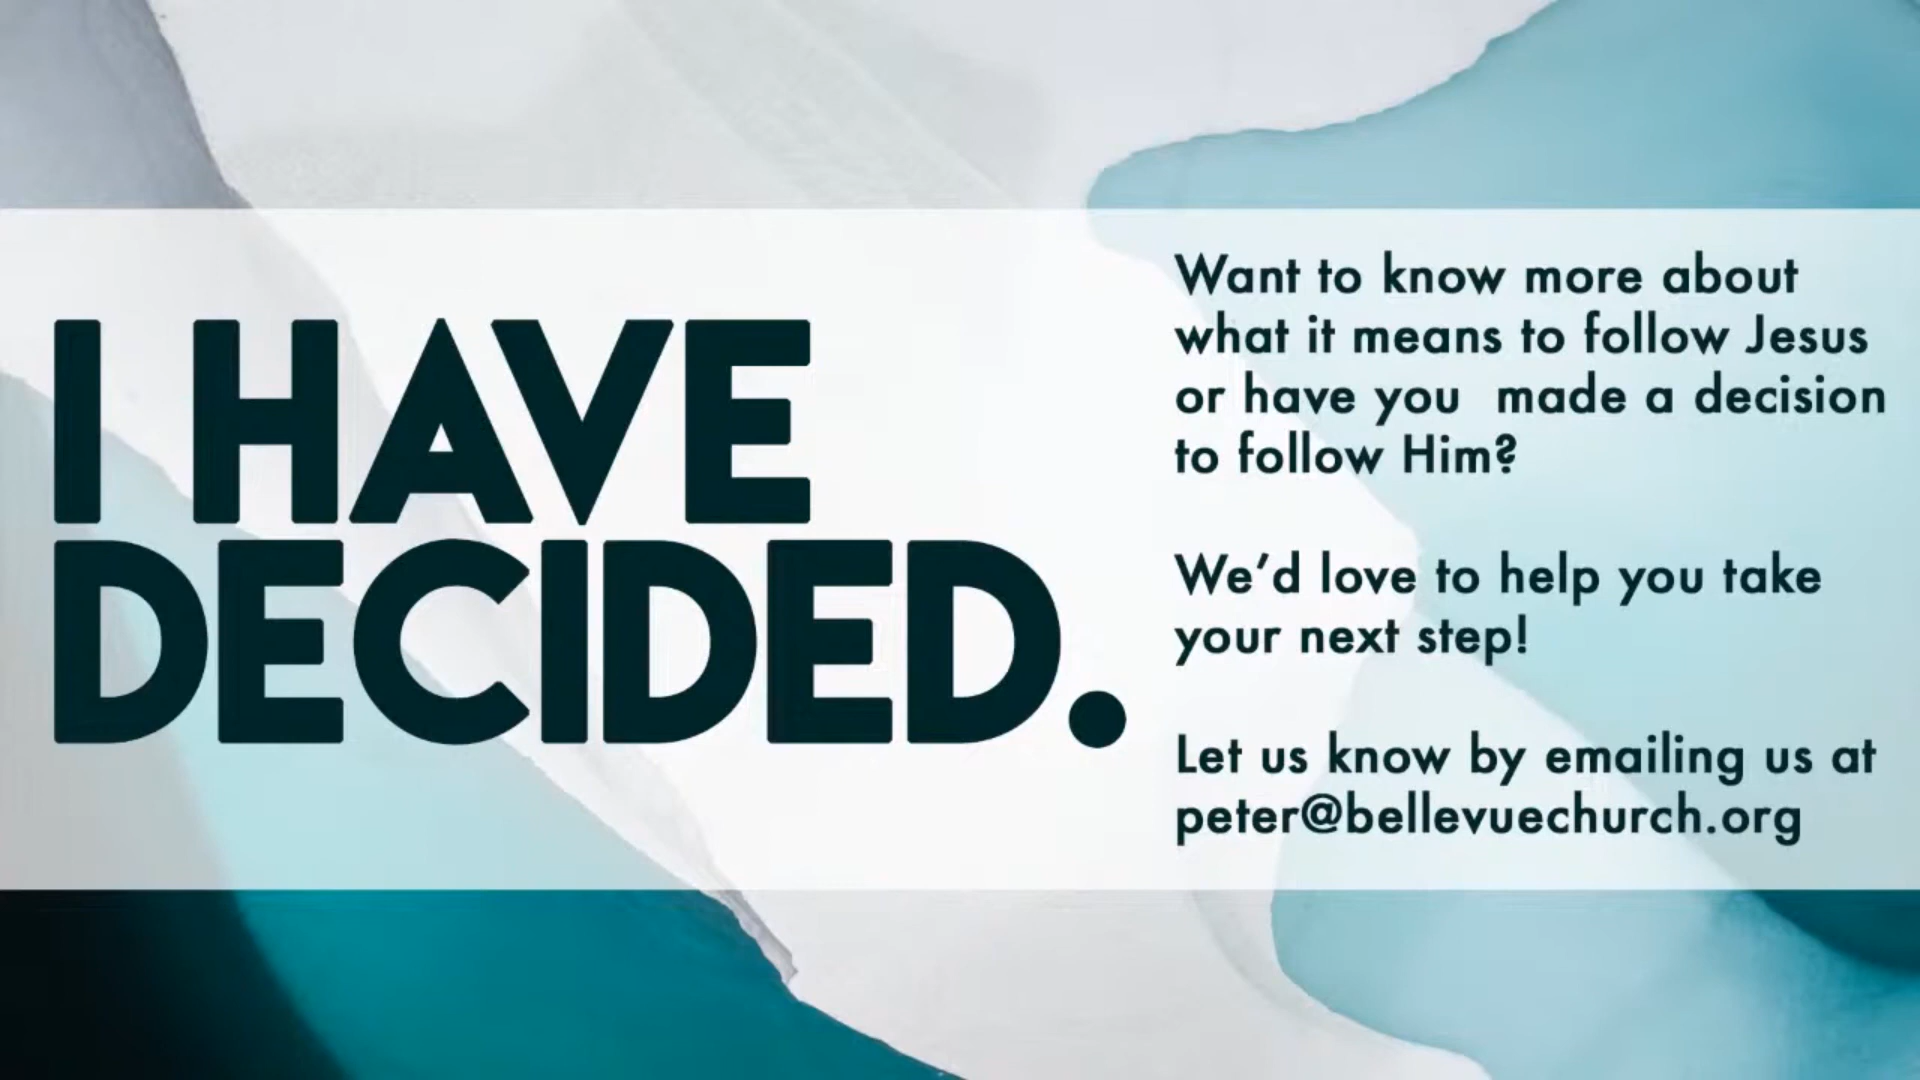 I HAVE
DECIDED.
Want to know more about
what it means to follow Jesus
or have you  made a decision
to follow Him?
We’d love to help you take
your next step!
Let us know by emailing us at
peter@bellevuechurch.org